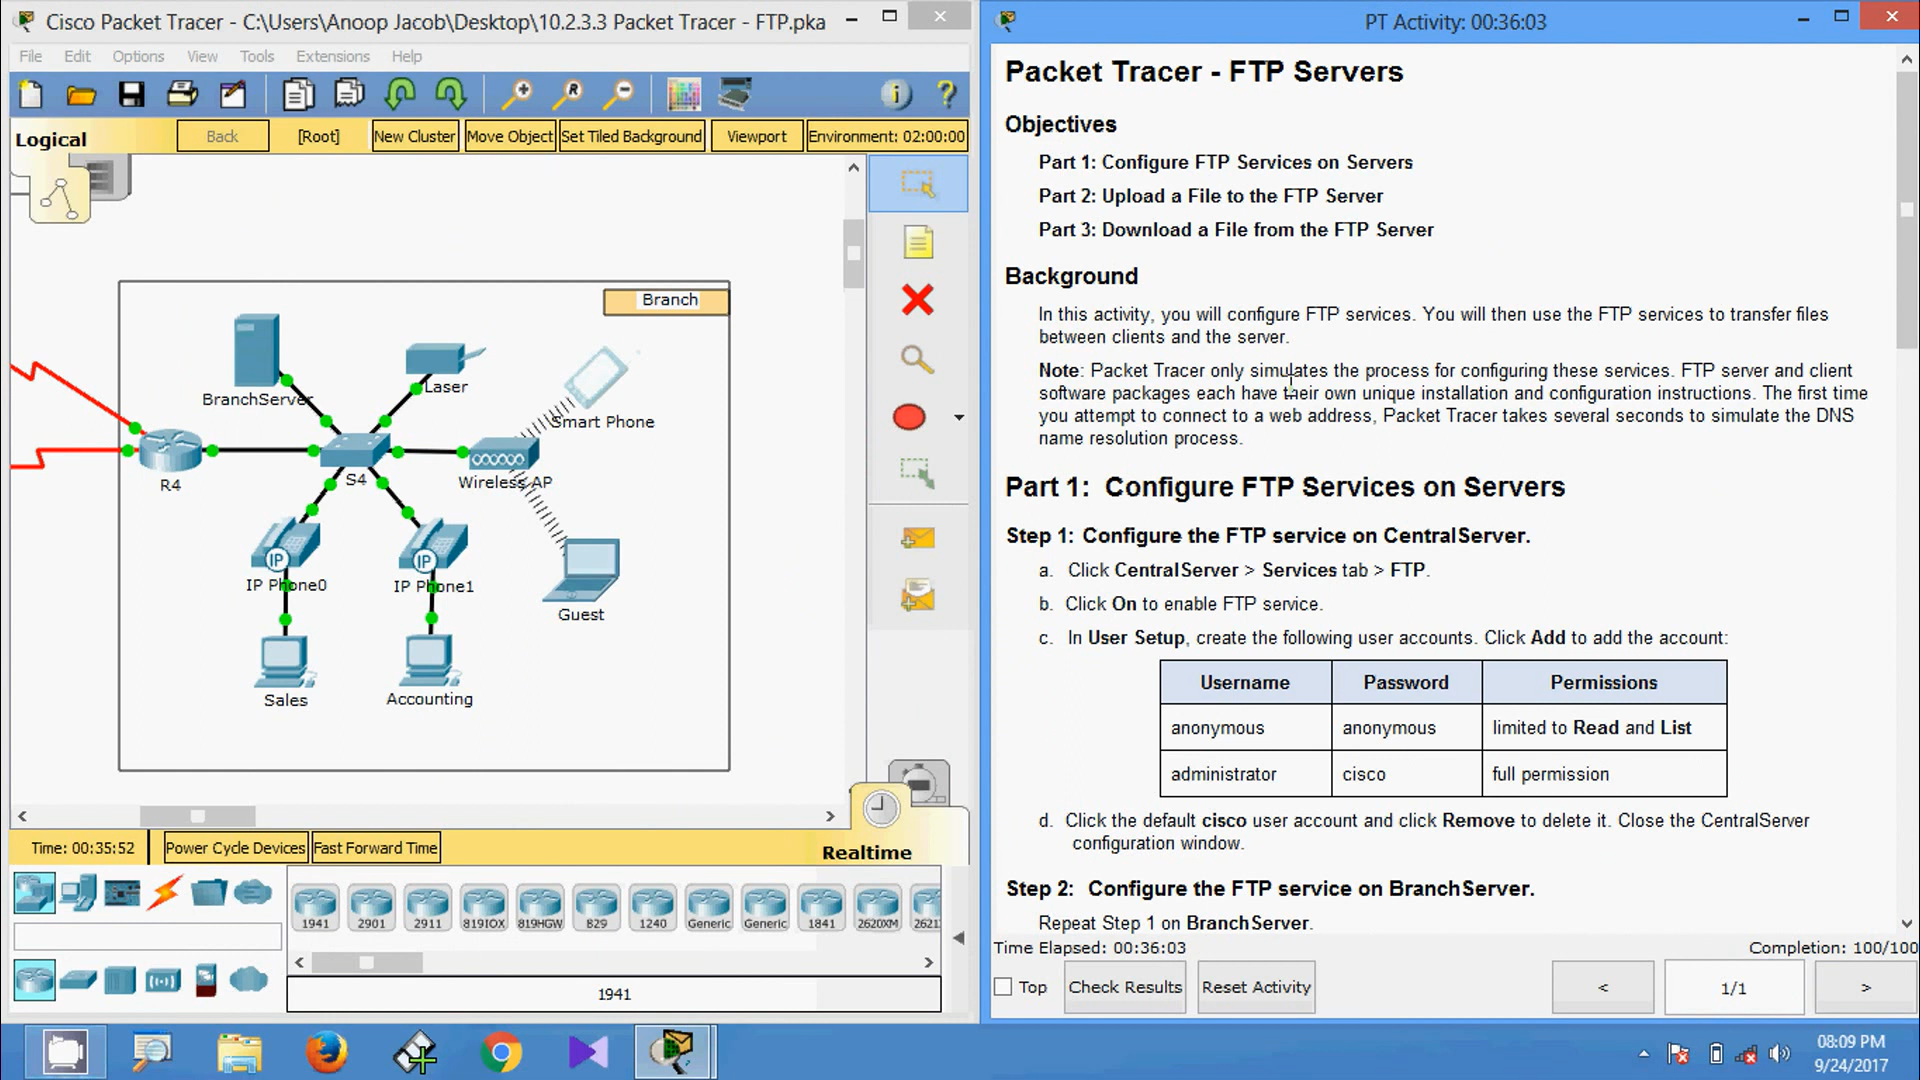 Cisco Packet Tracer - C:\Users\Anoop Jacob\Desktop\10.2.3.3 Packet Tracer - FTP.pka
File Edit View Options Tools Extensions Help
Logical
Back
[Root]
New Cluster
Move Object
Set Tiled Background
Viewport
Environment: 02:00:00
Branch
BranchServer
Laser
Smart Phone
R4
S4
Wireless AP
IP Phone0
IP Phone1
Guest
Sales
Accounting
Time: 00:35:52
Power Cycle Devices
Fast Forward Time
Realtime
1941
2901
2911
819IOX
819HGW
829
1240
Generic
Generic
1841
2620XM
1941
PT Activity: 00:36:03
Packet Tracer - FTP Servers
Objectives
Part 1: Configure FTP Services on Servers
Part 2: Upload a File to the FTP Server
Part 3: Download a File from the FTP Server
Background
In this activity, you will configure FTP services. You will then use the FTP services to transfer files
between clients and the server.
Note: Packet Tracer only simulates the process for configuring these services. FTP server and client
software packages each have their own unique installation and configuration instructions. The first time
you attempt to connect to a web address, Packet Tracer takes several seconds to simulate the DNS
name resolution process.
Part 1: Configure FTP Services on Servers
Step 1: Configure the FTP service on CentralServer.
a. Click CentralServer > Services tab > FTP.
b. Click On to enable FTP service.
c. In User Setup, create the following user accounts. Click Add to add the account:
Username Password Permissions
anonymous anonymous limited to Read and List
administrator cisco full permission
d. Click the default cisco user account and click Remove to delete it. Close the CentralServer
configuration window.
Step 2: Configure the FTP service on BranchServer.
Repeat Step 1 on BranchServer.
Time Elapsed: 00:36:03
Completion: 100/100
Top
Check Results
Reset Activity
<
1/1
>
08:09 PM
9/24/2017